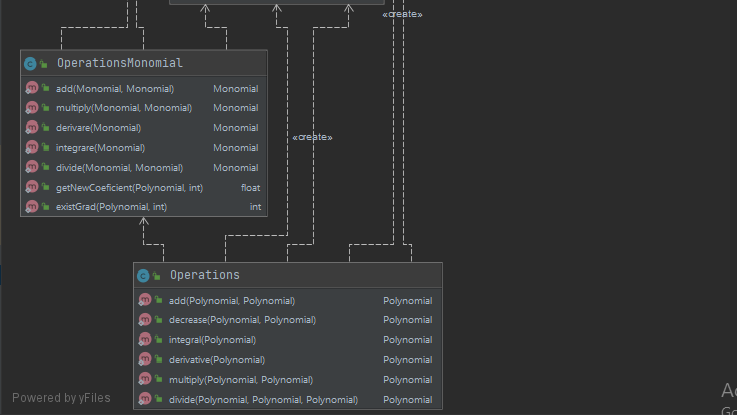 «create»
OperationsMonomial
add(Monomial, Monomial) Monomial
multiply(Monomial, Monomial) Monomial
derivare(Monomial) Monomial
integrare(Monomial) Monomial
divide(Monomial, Monomial) Monomial
getNewCoeficient(Polynomial, int) float
existGrad(Polynomial, int) int
«create»
Operations
add(Polynomial, Polynomial) Polynomial
decrease(Polynomial, Polynomial) Polynomial
integral(Polynomial) Polynomial
derivative(Polynomial) Polynomial
multiply(Polynomial, Polynomial) Polynomial
divide(Polynomial, Polynomial, Polynomial) Polynomial
Powered by yFiles